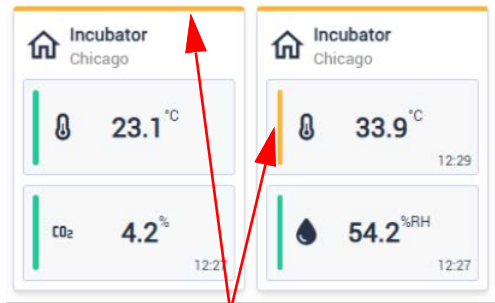 Incubator
Chicago
23.1 °C
CO₂ 4.2 %
12:27
Incubator
Chicago
33.9 °C
12:29
54.2 %RH
12:27